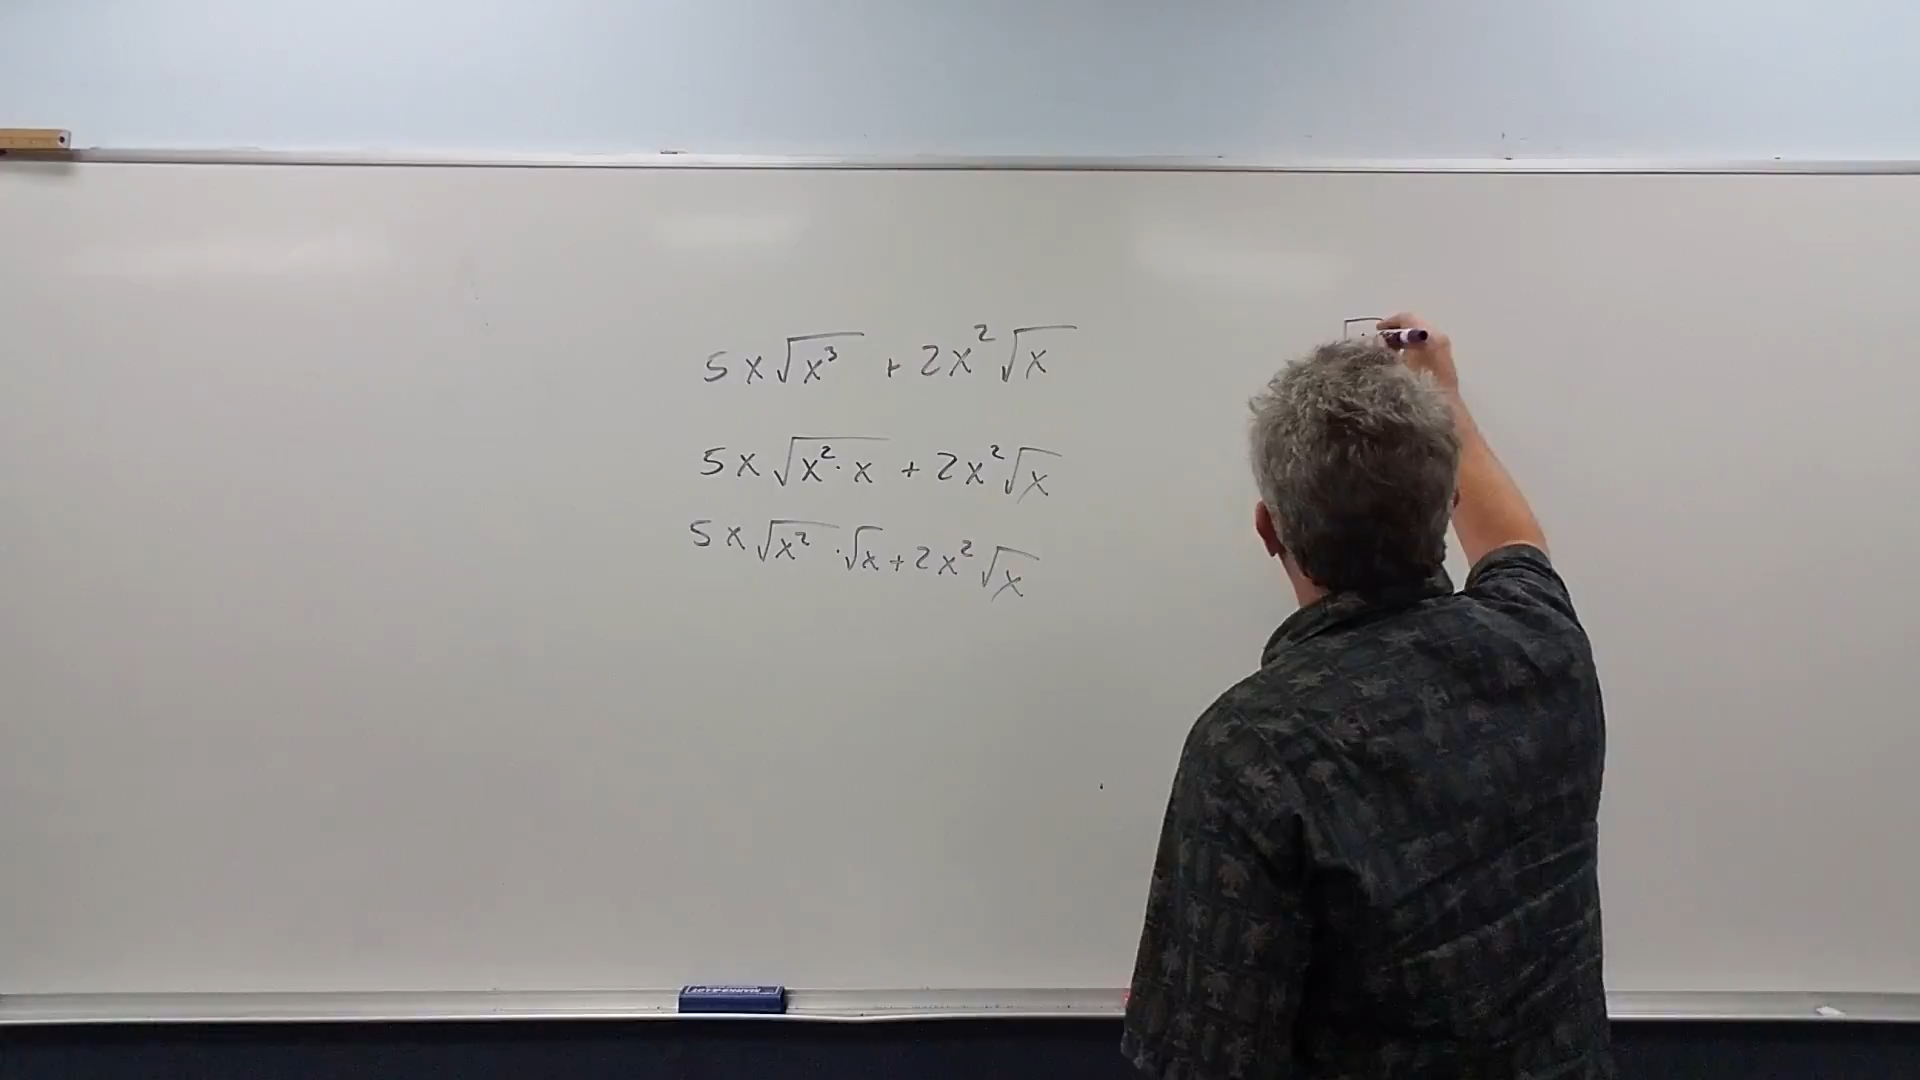 5x√x³ + 2x²√x
5x√x²·x + 2x²√x
5x√x² ·√x + 2x²√x